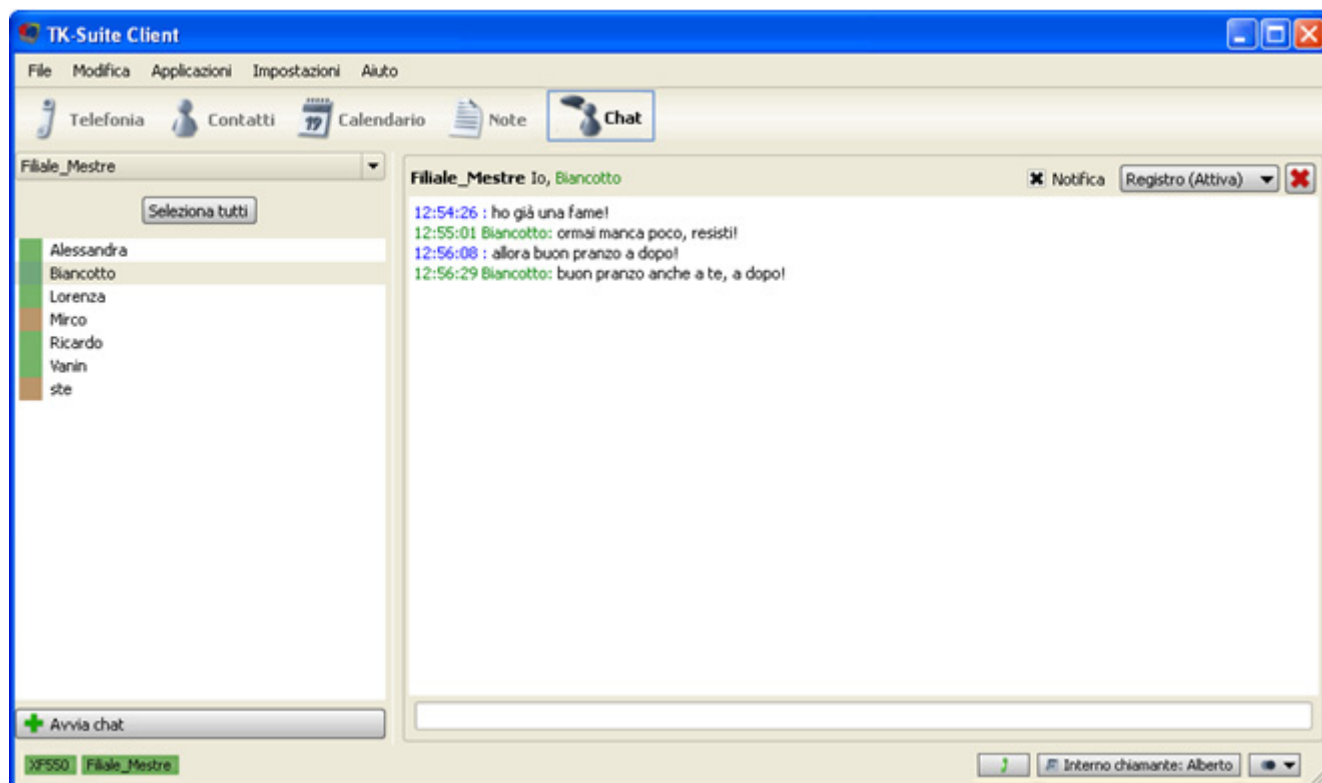 TK-Suite Client
File Modifica Applicazioni Impostazioni Aiuto
Telefonia Contatti 19 Calendario Note Chat
Filiale_Mestre
Seleziona tutti
Alessandra
Biancotto
Lorenza
Mirco
Ricardo
Vanin
ste
Avvia chat
Filiale_Mestre Io, Biancotto Notifica Registro (Attiva)
12:54:26 : ho già una fame!
12:55:01 Biancotto: ormai manca poco, resisti!
12:56:08 : allora buon pranzo a dopo!
12:56:29 Biancotto: buon pranzo anche a te, a dopo!
XF550 Filiale_Mestre Interno chiamante: Alberto